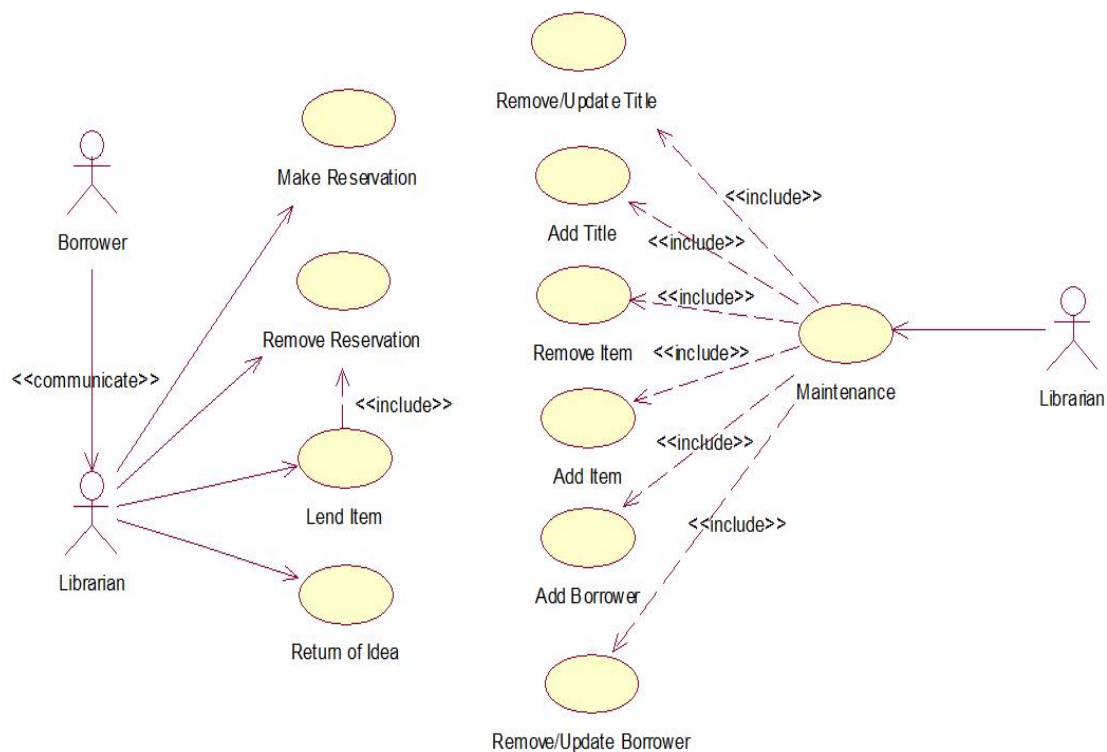 Remove/Update Title
Make Reservation
<<include>>
Borrower
Add Title
<<include>>
<<include>>
Remove Reservation
Remove Item
<<include>>
<<communicate>>
<<include>>
Maintenance
Librarian
<<include>>
Add Item
Lend Item
<<include>>
Librarian
Add Borrower
Return of Idea
Remove/Update Borrower